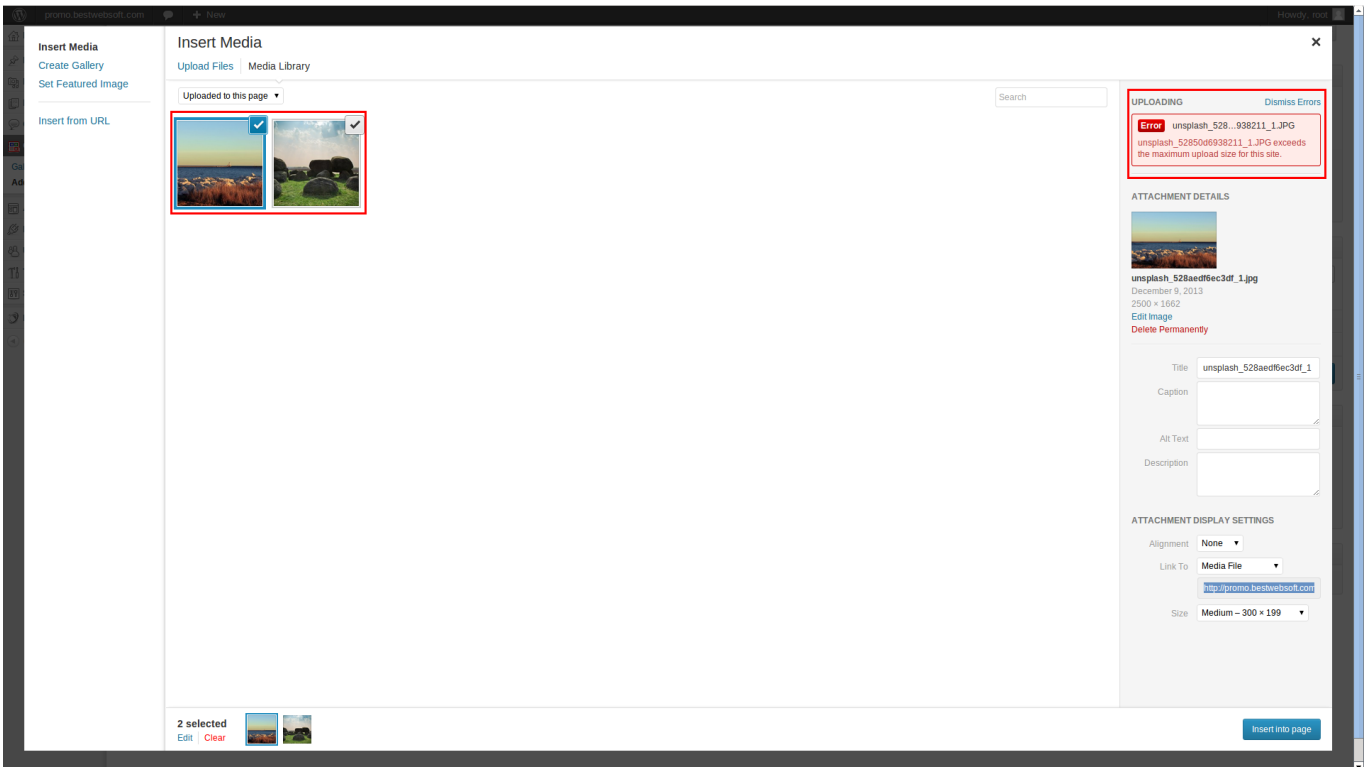 promo.bestwebsoft.com
+ New
Howdy, root
Insert Media
Create Gallery
Set Featured Image
Insert from URL
Insert Media
Upload Files
Media Library
Uploaded to this page
Search
UPLOADING
Dismiss Errors
Error unsplash_528...938211_1.JPG
unsplash_52850d6938211_1.JPG exceeds
the maximum upload size for this site.
ATTACHMENT DETAILS
unsplash_528aedf6ec3df_1.jpg
December 9, 2013
2500 × 1662
Edit Image
Delete Permanently
Title unsplash_528aedf6ec3df_1
Caption
Alt Text
Description
ATTACHMENT DISPLAY SETTINGS
Alignment None
Link To Media File
http://promo.bestwebsoft.com
Size Medium – 300 × 199
2 selected
Edit
Clear
Insert into page